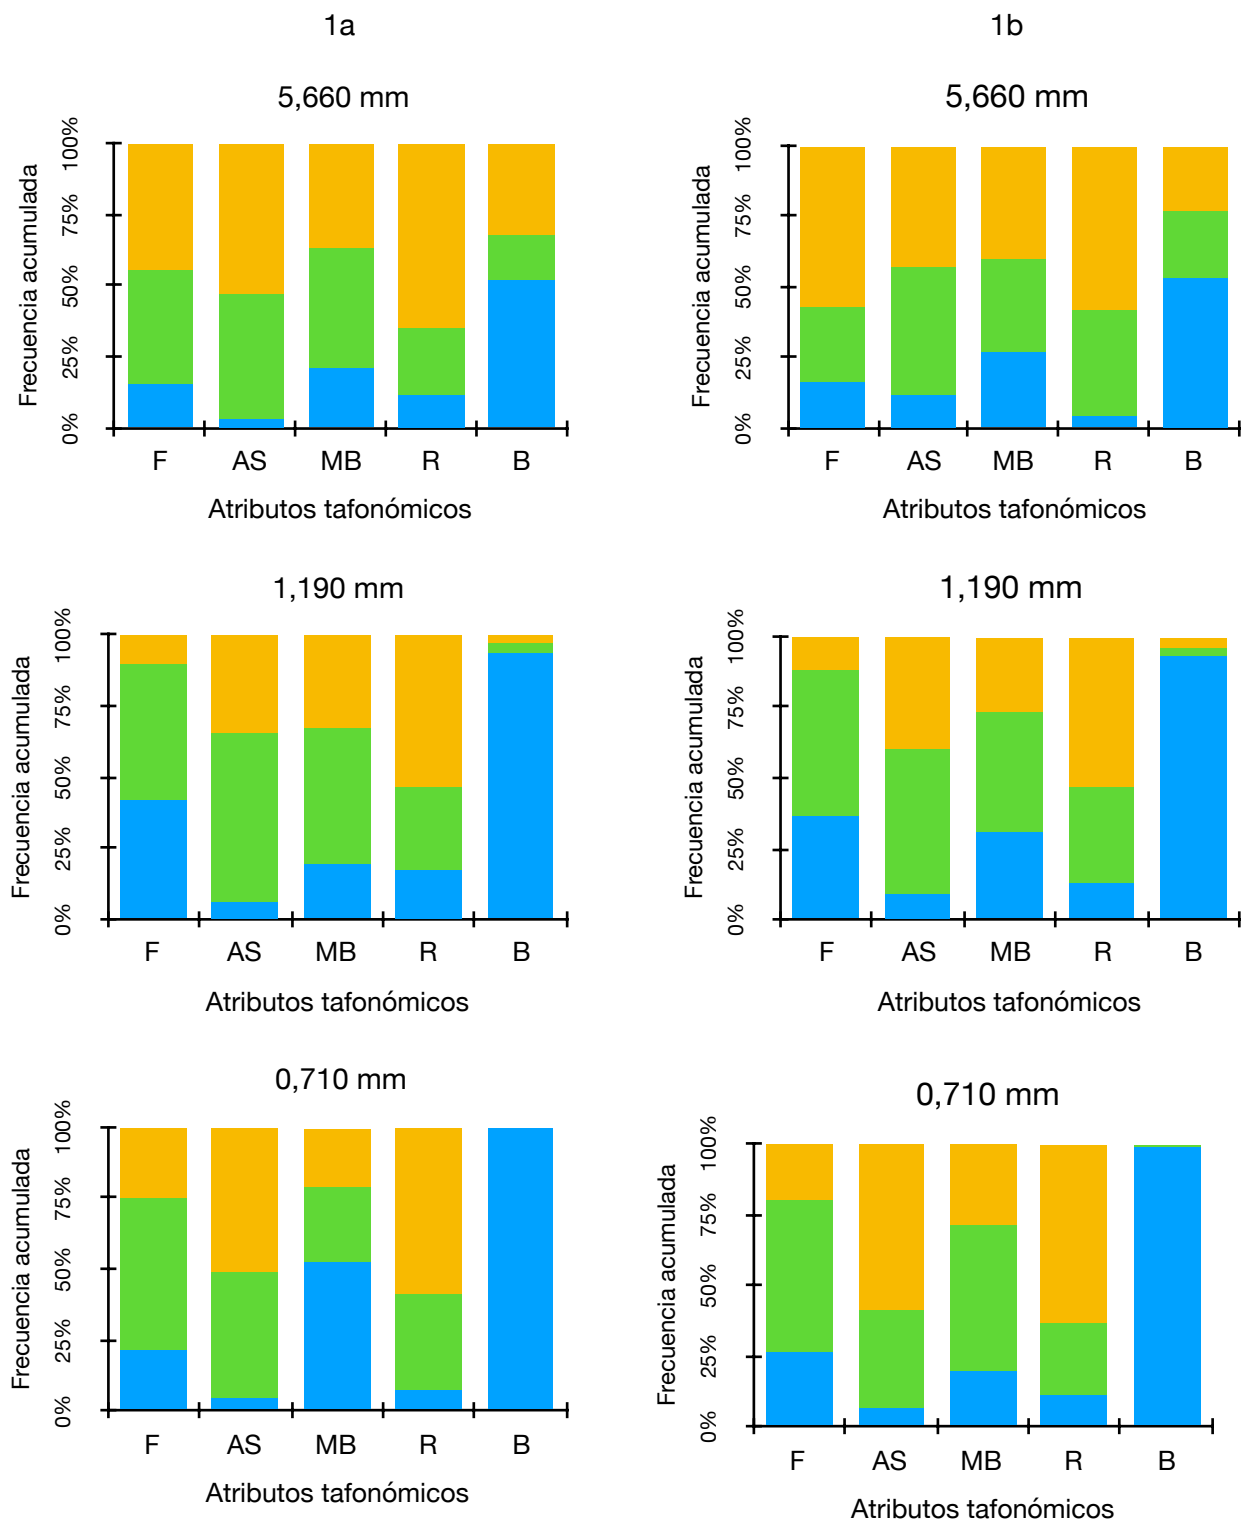 1a
1b
5,660 mm
Frecuencia acumulada
100%
75%
50%
25%
0%
F AS MB R B
Atributos tafonómicos
5,660 mm
Frecuencia acumulada
100%
75%
50%
25%
0%
F AS MB R B
Atributos tafonómicos
1,190 mm
Frecuencia acumulada
100%
75%
50%
25%
0%
F AS MB R B
Atributos tafonómicos
1,190 mm
Frecuencia acumulada
100%
75%
50%
25%
0%
F AS MB R B
Atributos tafonómicos
0,710 mm
Frecuencia acumulada
100%
75%
50%
25%
0%
F AS MB R B
Atributos tafonómicos
0,710 mm
Frecuencia acumulada
100%
75%
50%
25%
0%
F AS MB R B
Atributos tafonómicos